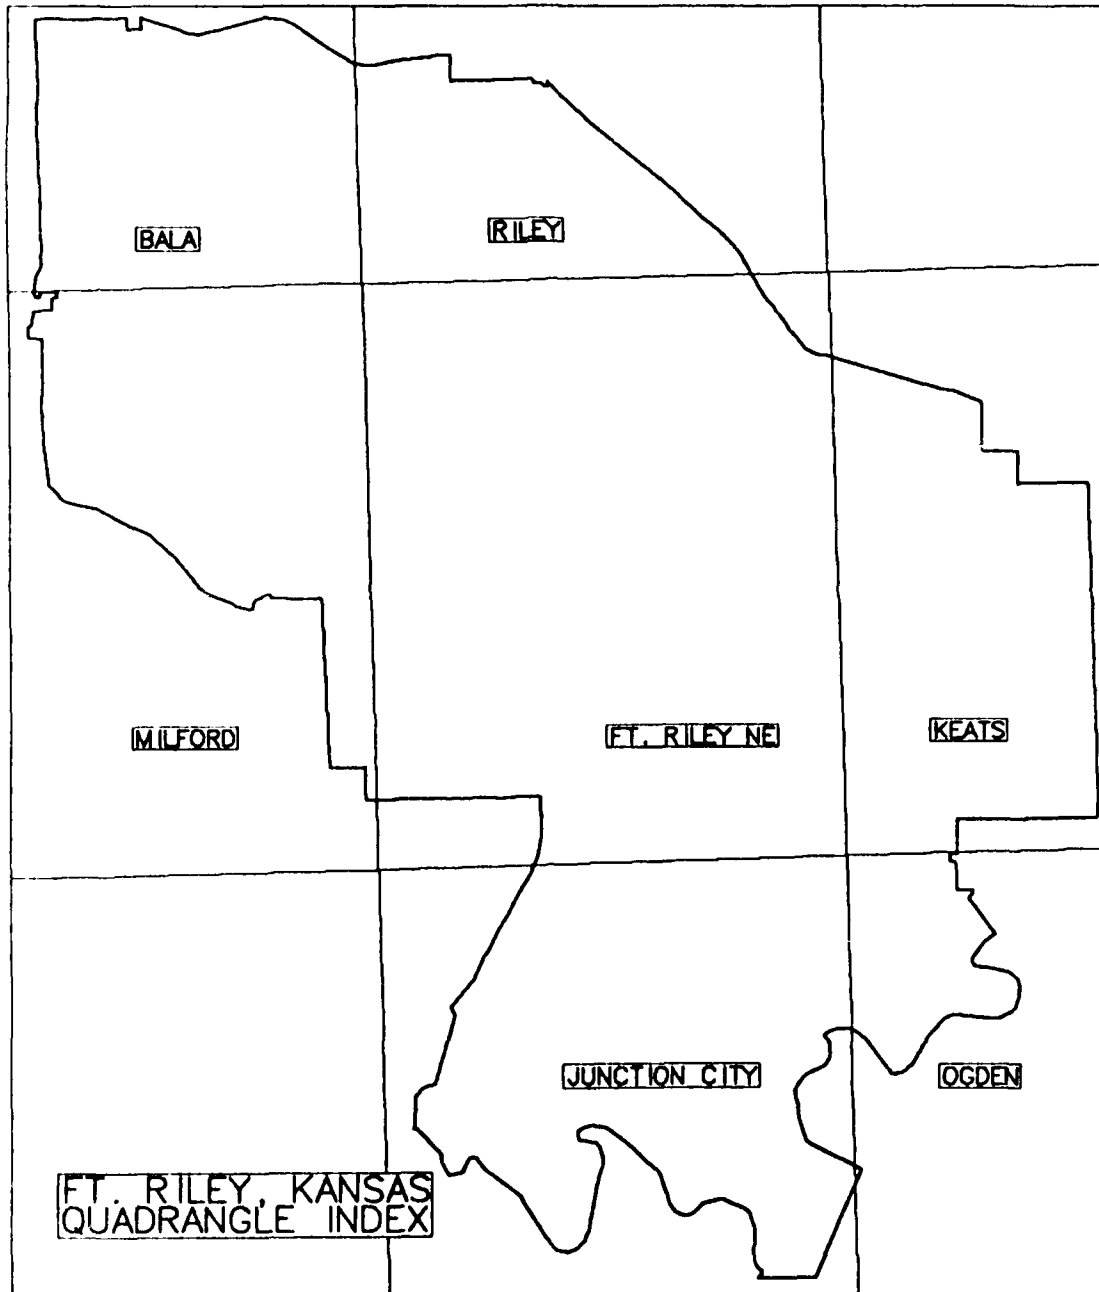 BALA
RILEY
MILFORD
FT. RILEY NE
KEATS
JUNCTION CITY
OGDEN
FT. RILEY, KANSAS
QUADRANGLE INDEX